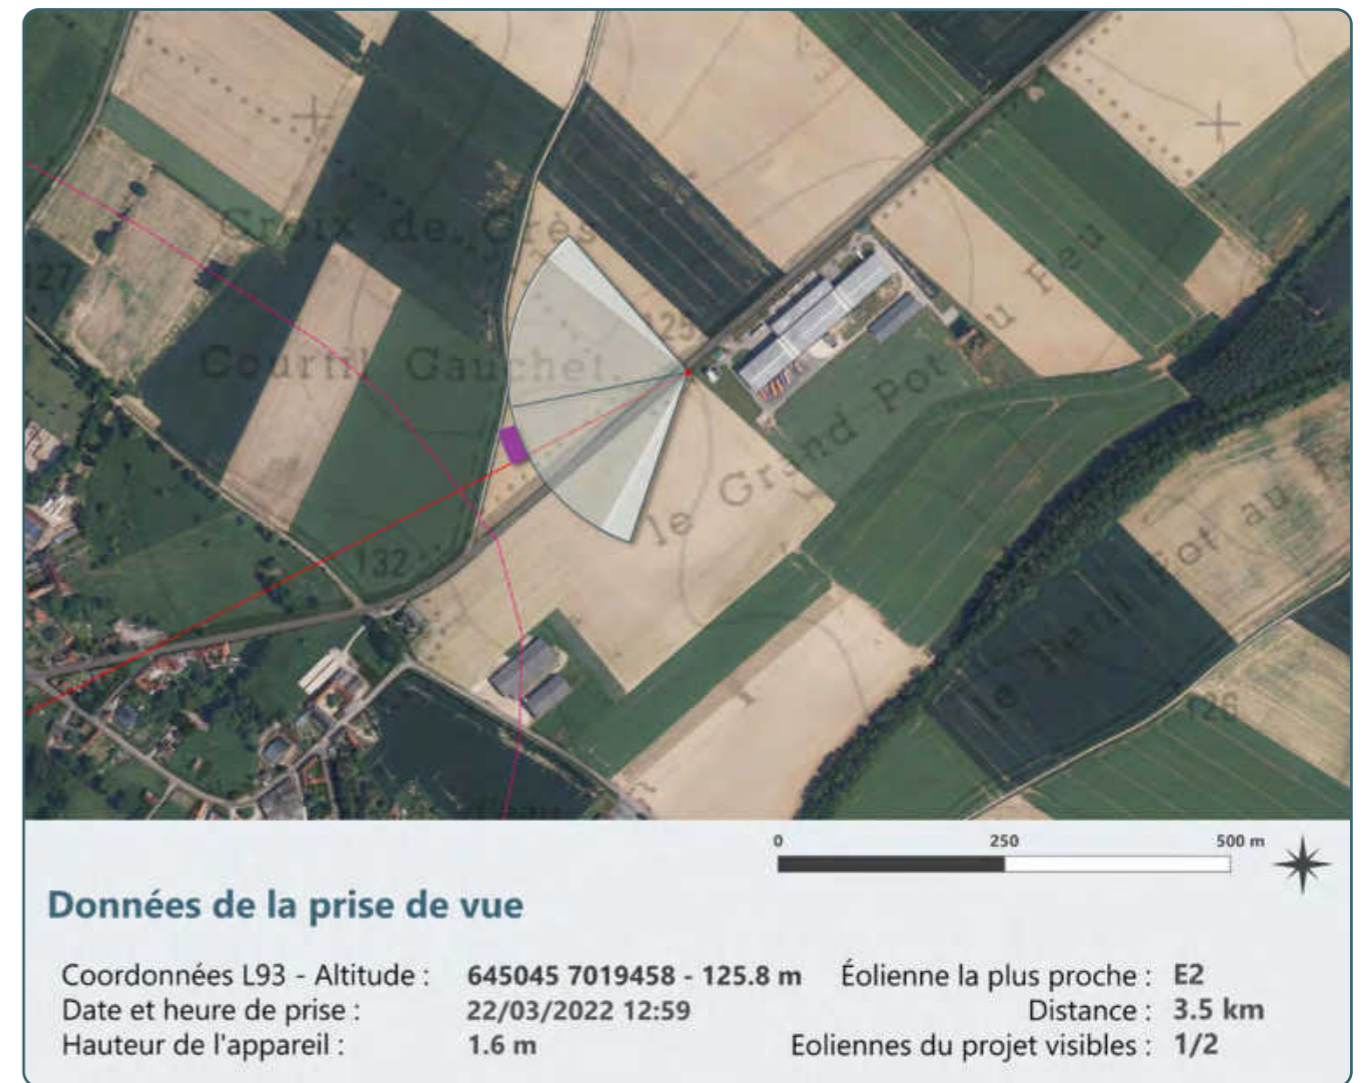 Croix de Grès
127
125
Courtil Gauchet
u Feu
le Grand Pot
132
ot au F
126
0 250 500 m
Données de la prise de vue
Coordonnées L93 - Altitude : 645045 7019458 - 125.8 m Éolienne la plus proche : E2
Date et heure de prise : 22/03/2022 12:59 Distance : 3.5 km
Hauteur de l'appareil : 1.6 m Eoliennes du projet visibles : 1/2